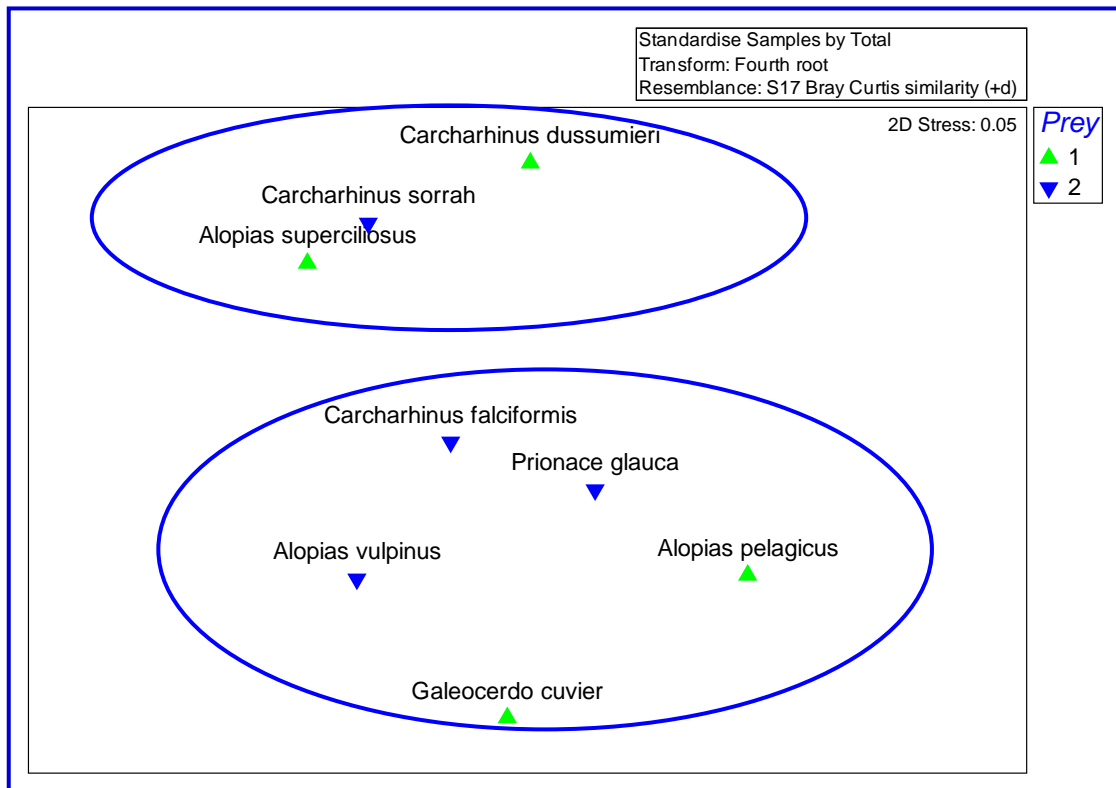 Standardise Samples by Total
Transform: Fourth root
Resemblance: S17 Bray Curtis similarity (+d)
2D Stress: 0.05
Prey
1
2
Carcharhinus dussumieri
Carcharhinus sorrah
Alopias superciliosus
Carcharhinus falciformis
Prionace glauca
Alopias vulpinus
Alopias pelagicus
Galeocerdo cuvier